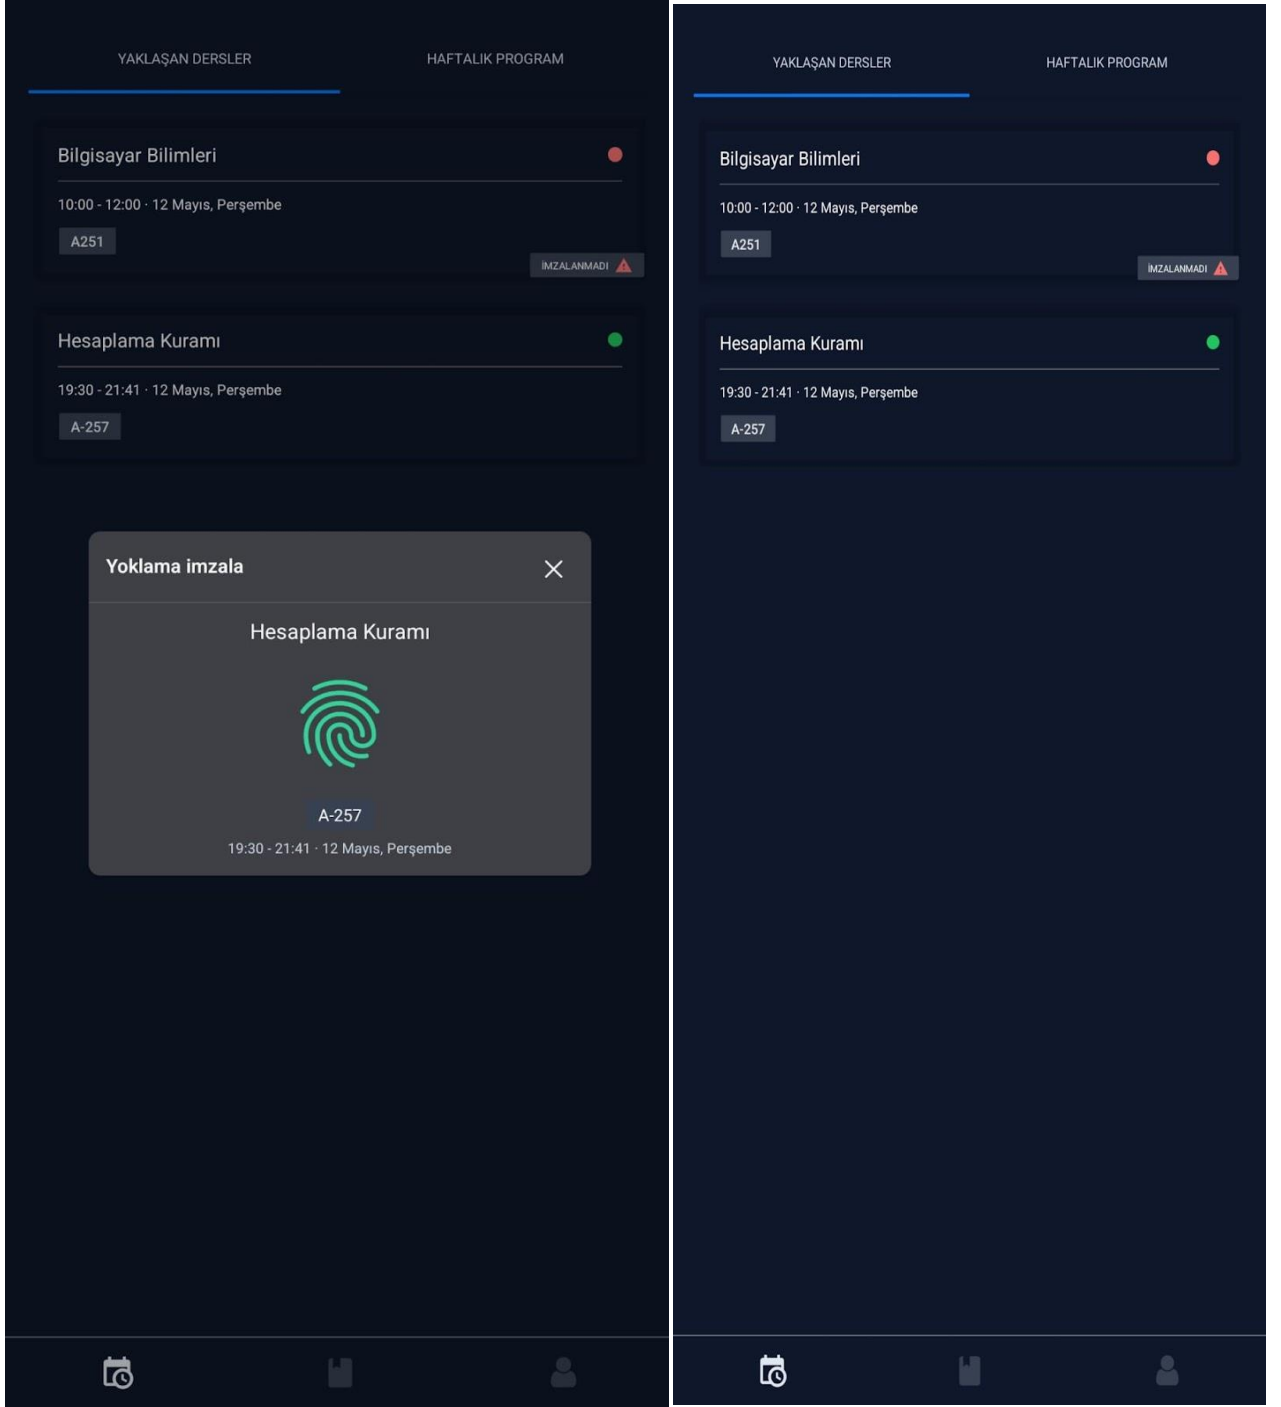 YAKLAŞAN DERSLER
HAFTALIK PROGRAM
Bilgisayar Bilimleri
10:00 - 12:00 · 12 Mayıs, Perşembe
A251
İMZALANMADI
Hesaplama Kuramı
19:30 - 21:41 · 12 Mayıs, Perşembe
A-257
Yoklama imzala
Hesaplama Kuramı
A-257
19:30 - 21:41 · 12 Mayıs, Perşembe
YAKLAŞAN DERSLER
HAFTALIK PROGRAM
Bilgisayar Bilimleri
10:00 - 12:00 · 12 Mayıs, Perşembe
A251
İMZALANMADI
Hesaplama Kuramı
19:30 - 21:41 · 12 Mayıs, Perşembe
A-257